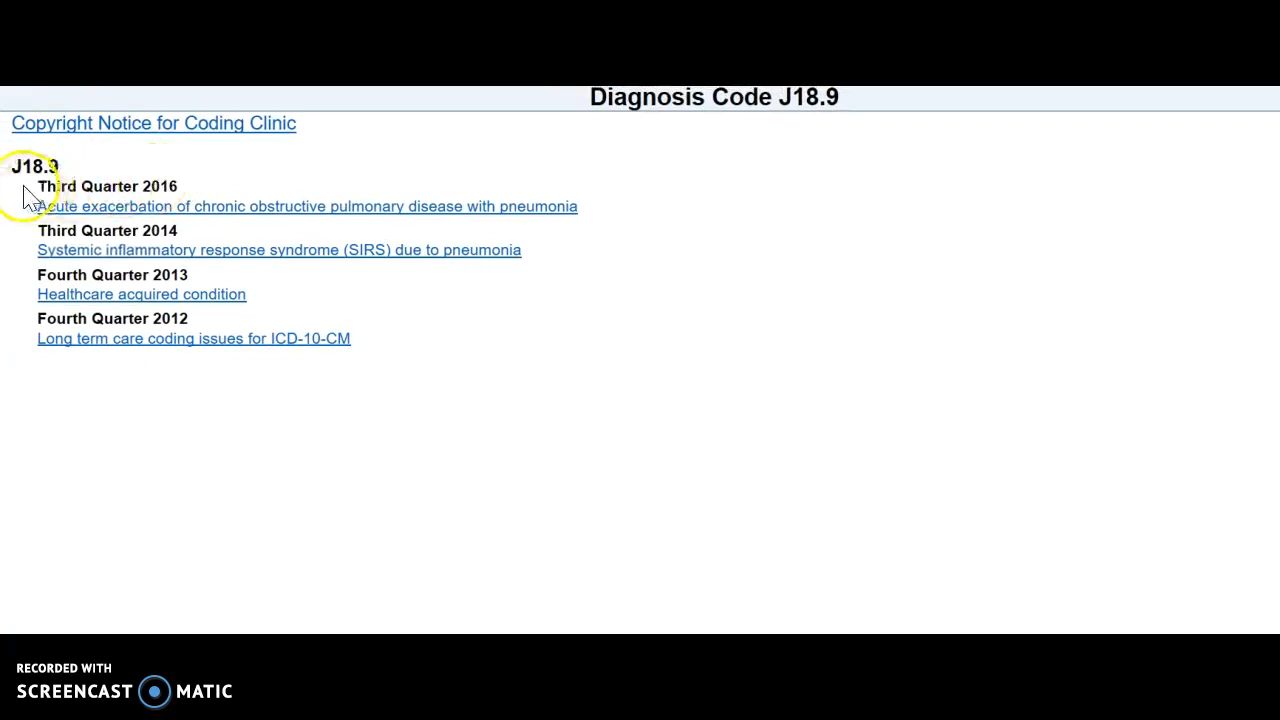 Diagnosis Code J18.9
Copyright Notice for Coding Clinic
J18.9
Third Quarter 2016
Acute exacerbation of chronic obstructive pulmonary disease with pneumonia
Third Quarter 2014
Systemic inflammatory response syndrome (SIRS) due to pneumonia
Fourth Quarter 2013
Healthcare acquired condition
Fourth Quarter 2012
Long term care coding issues for ICD-10-CM
RECORDED WITH
SCREENCAST MATIC